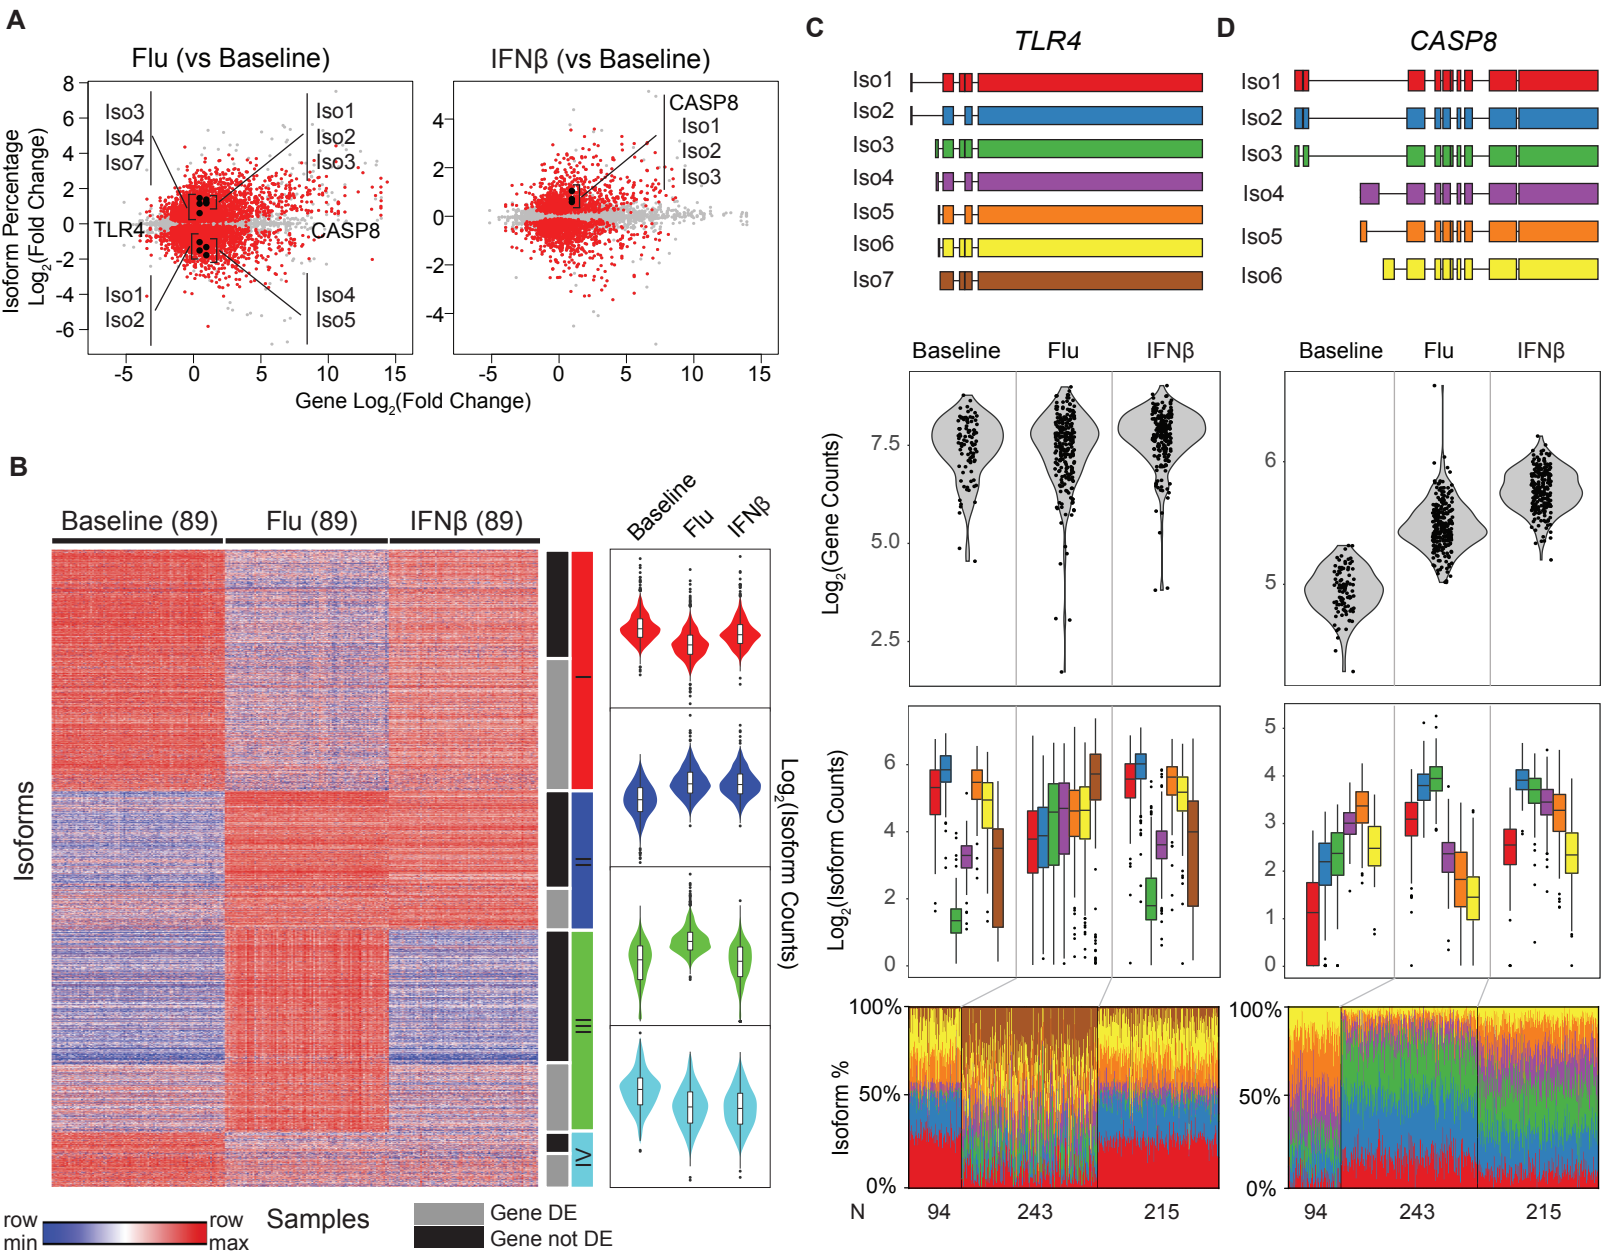 A
Flu (vs Baseline)
IFNβ (vs Baseline)
Isoform Percentage
Log2(Fold Change)
8
6
4
2
0
-2
-4
-6
Iso3
Iso4
Iso7
Iso1
Iso2
Iso3
TLR4
CASP8
Iso1
Iso2
Iso4
Iso5
-5
0
5
10
15
4
2
0
-2
-4
CASP8
Iso1
Iso2
Iso3
-5
0
5
10
15
Gene Log2(Fold Change)
B
Baseline (89)
Flu (89)
IFNβ (89)
Isoforms
I
II
III
IV
Baseline
Flu
IFNβ
Log2(Isoform Counts)
row min
row max
Samples
Gene DE
Gene not DE
C
TLR4
Iso1
Iso2
Iso3
Iso4
Iso5
Iso6
Iso7
Baseline
Flu
IFNβ
Log2(Gene Counts)
7.5
5.0
2.5
Log2(Isoform Counts)
6
4
2
0
Isoform %
100%
50%
0%
N
94
243
215
D
CASP8
Iso1
Iso2
Iso3
Iso4
Iso5
Iso6
Baseline
Flu
IFNβ
6
5
5
4
3
2
1
0
100%
50%
0%
94
243
215